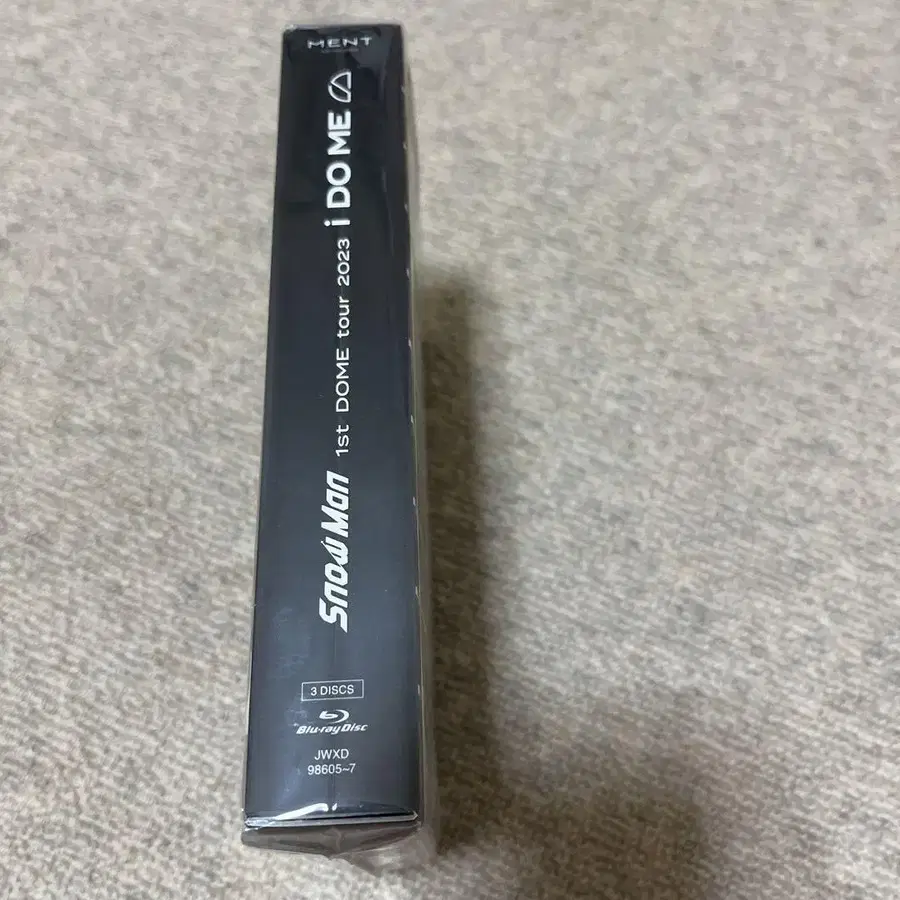 MENT
Snow Man 1st DOME tour 2023 i DO ME
3 DISCS
Blu-ray Disc
JWXD
98605~7